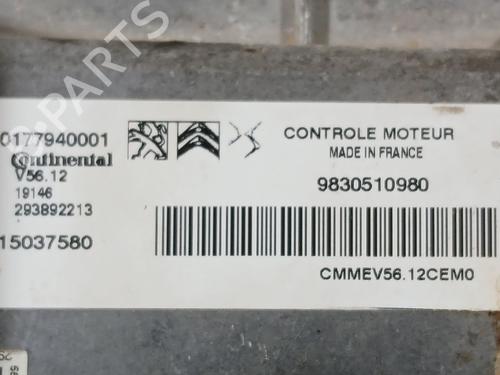 0177940001
Continental
V56.12
19146
293892213
15037580
CONTROLE MOTEUR
MADE IN FRANCE
9830510980
CMMEV56.12CEM0
B PARTS